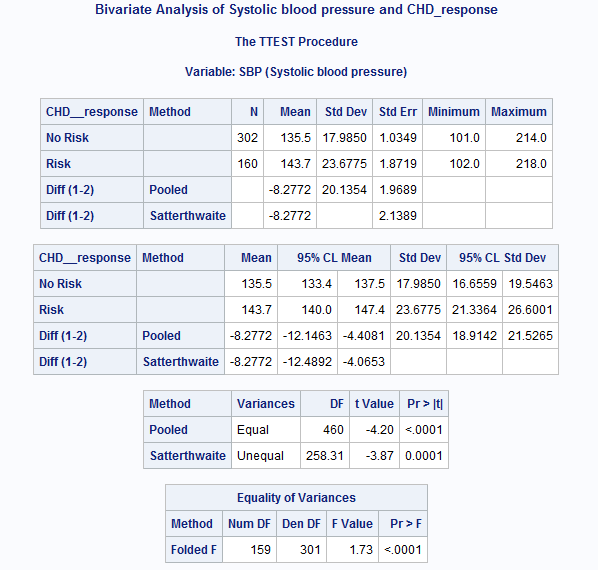 Bivariate Analysis of Systolic blood pressure and CHD_response
The TTEST Procedure
Variable: SBP (Systolic blood pressure)
CHD__response Method N Mean Std Dev Std Err Minimum Maximum
No Risk 302 135.5 17.9850 1.0349 101.0 214.0
Risk 160 143.7 23.6775 1.8719 102.0 218.0
Diff (1-2) Pooled -8.2772 20.1354 1.9689
Diff (1-2) Satterthwaite -8.2772 2.1389
CHD__response Method Mean 95% CL Mean Std Dev 95% CL Std Dev
No Risk 135.5 133.4 137.5 17.9850 16.6559 19.5463
Risk 143.7 140.0 147.4 23.6775 21.3364 26.6001
Diff (1-2) Pooled -8.2772 -12.1463 -4.4081 20.1354 18.9142 21.5265
Diff (1-2) Satterthwaite -8.2772 -12.4892 -4.0653
Method Variances DF t Value Pr > |t|
Pooled Equal 460 -4.20 <.0001
Satterthwaite Unequal 258.31 -3.87 0.0001
Equality of Variances
Method Num DF Den DF F Value Pr > F
Folded F 159 301 1.73 <.0001